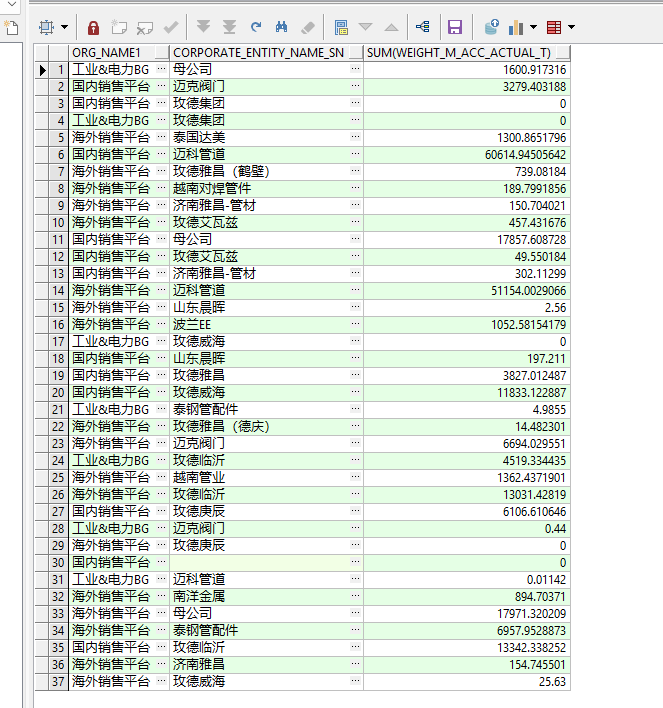 ORG_NAME1 CORPORATE_ENTITY_NAME_SN SUM(WEIGHT_M_ACC_ACTUAL_T)
1 工业&电力BG ··· 母公司 ··· 1600.917316
2 国内销售平台 ··· 迈克阀门 ··· 3279.403188
3 国内销售平台 ··· 玫德集团 ··· 0
4 工业&电力BG ··· 玫德集团 ··· 0
5 海外销售平台 ··· 泰国达美 ··· 1300.8651796
6 国内销售平台 ··· 迈科管道 ··· 60614.94505642
7 海外销售平台 ··· 玫德雅昌（鹤壁） ··· 739.08184
8 海外销售平台 ··· 越南对焊管件 ··· 189.7991856
9 海外销售平台 ··· 济南雅昌-管材 ··· 150.704021
10 海外销售平台 ··· 玫德艾瓦兹 ··· 457.431676
11 国内销售平台 ··· 母公司 ··· 17857.608728
12 国内销售平台 ··· 玫德艾瓦兹 ··· 49.550184
13 国内销售平台 ··· 济南雅昌-管材 ··· 302.11299
14 海外销售平台 ··· 迈科管道 ··· 51154.0029066
15 海外销售平台 ··· 山东晨晖 ··· 2.56
16 海外销售平台 ··· 波兰EE ··· 1052.58154179
17 工业&电力BG ··· 玫德威海 ··· 0
18 国内销售平台 ··· 山东晨晖 ··· 197.211
19 国内销售平台 ··· 玫德雅昌 ··· 3827.012487
20 国内销售平台 ··· 玫德威海 ··· 11833.122887
21 工业&电力BG ··· 泰钢管配件 ··· 4.9855
22 海外销售平台 ··· 玫德雅昌（德庆） ··· 14.482301
23 海外销售平台 ··· 迈克阀门 ··· 6694.029551
24 工业&电力BG ··· 玫德临沂 ··· 4519.334435
25 海外销售平台 ··· 越南管业 ··· 1362.4371901
26 海外销售平台 ··· 玫德临沂 ··· 13031.42819
27 国内销售平台 ··· 玫德庚辰 ··· 6106.610646
28 工业&电力BG ··· 迈克阀门 ··· 0.44
29 海外销售平台 ··· 玫德庚辰 ··· 0
30 国内销售平台 ··· ··· 0
31 工业&电力BG ··· 迈科管道 ··· 0.01142
32 海外销售平台 ··· 南洋金属 ··· 894.70371
33 海外销售平台 ··· 母公司 ··· 17971.320209
34 海外销售平台 ··· 泰钢管配件 ··· 6957.9528873
35 国内销售平台 ··· 玫德临沂 ··· 13342.338252
36 海外销售平台 ··· 济南雅昌 ··· 154.745501
37 海外销售平台 ··· 玫德威海 ··· 25.63